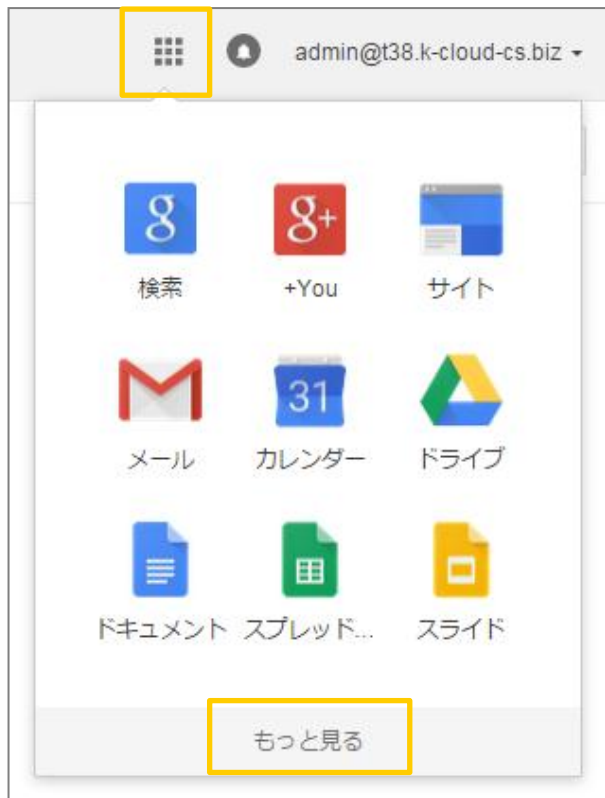 admin@t38.k-cloud-cs.biz
検索 +You サイト
31
メール カレンダー ドライブ
ドキュメント スプレッド... スライド
もっと見る